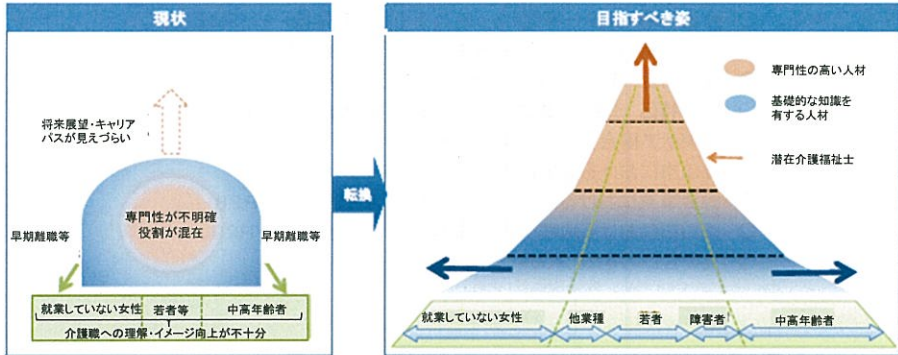 現状
将来展望・キャリア
パスが見えづらい
専門性が不明確
役割が混在
早期離職等
早期離職等
就業していない女性
若者等
中高年齢者
介護職への理解・イメージ向上が不十分
転換
目指すべき姿
専門性の高い人材
基礎的な知識を
有する人材
潜在介護福祉士
就業していない女性
他業種
若者
障害者
中高年齢者